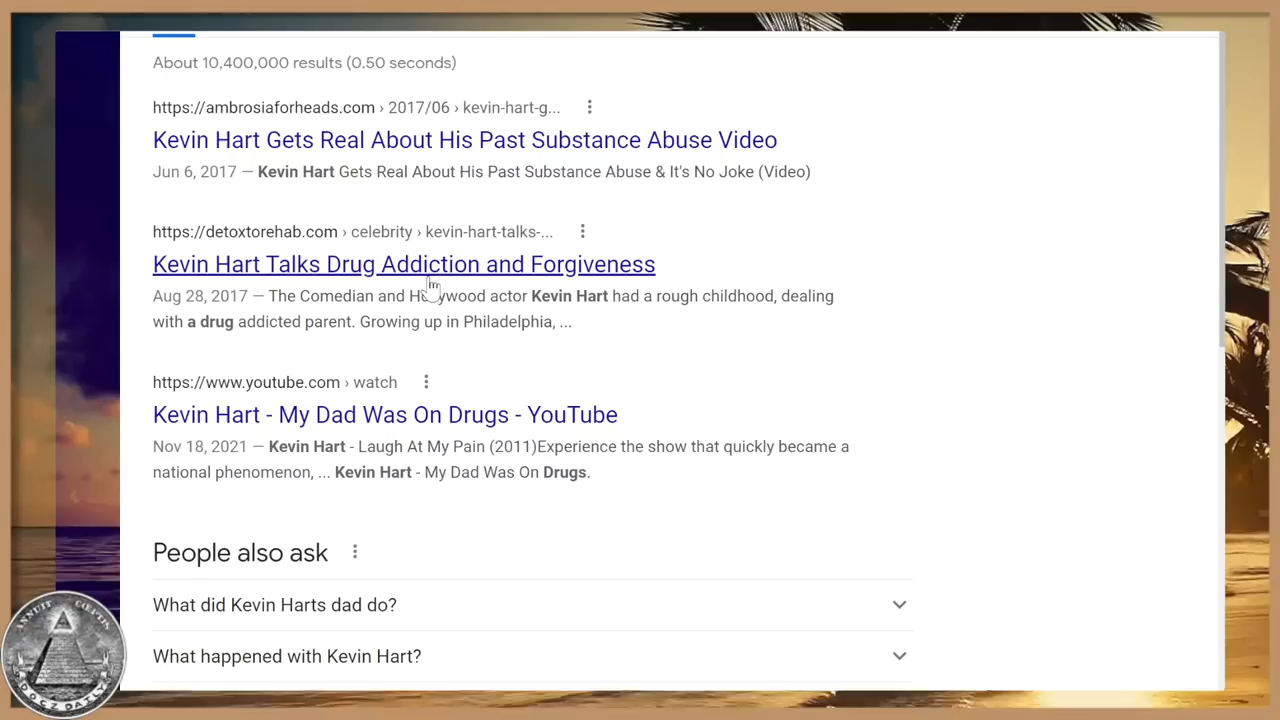 About 10,400,000 results (0.50 seconds)
https://ambrosiaforheads.com › 2017/06 › kevin-hart-g...
Kevin Hart Gets Real About His Past Substance Abuse Video
Jun 6, 2017 — Kevin Hart Gets Real About His Past Substance Abuse & It's No Joke (Video)
https://detoxtorehab.com › celebrity › kevin-hart-talks-...
Kevin Hart Talks Drug Addiction and Forgiveness
Aug 28, 2017 — The Comedian and Hollywood actor Kevin Hart had a rough childhood, dealing
with a drug addicted parent. Growing up in Philadelphia, ...
https://www.youtube.com › watch
Kevin Hart - My Dad Was On Drugs - YouTube
Nov 18, 2021 — Kevin Hart - Laugh At My Pain (2011)Experience the show that quickly became a
national phenomenon, ... Kevin Hart - My Dad Was On Drugs.
People also ask
What did Kevin Harts dad do?
What happened with Kevin Hart?
ANNUIT COEPTIS